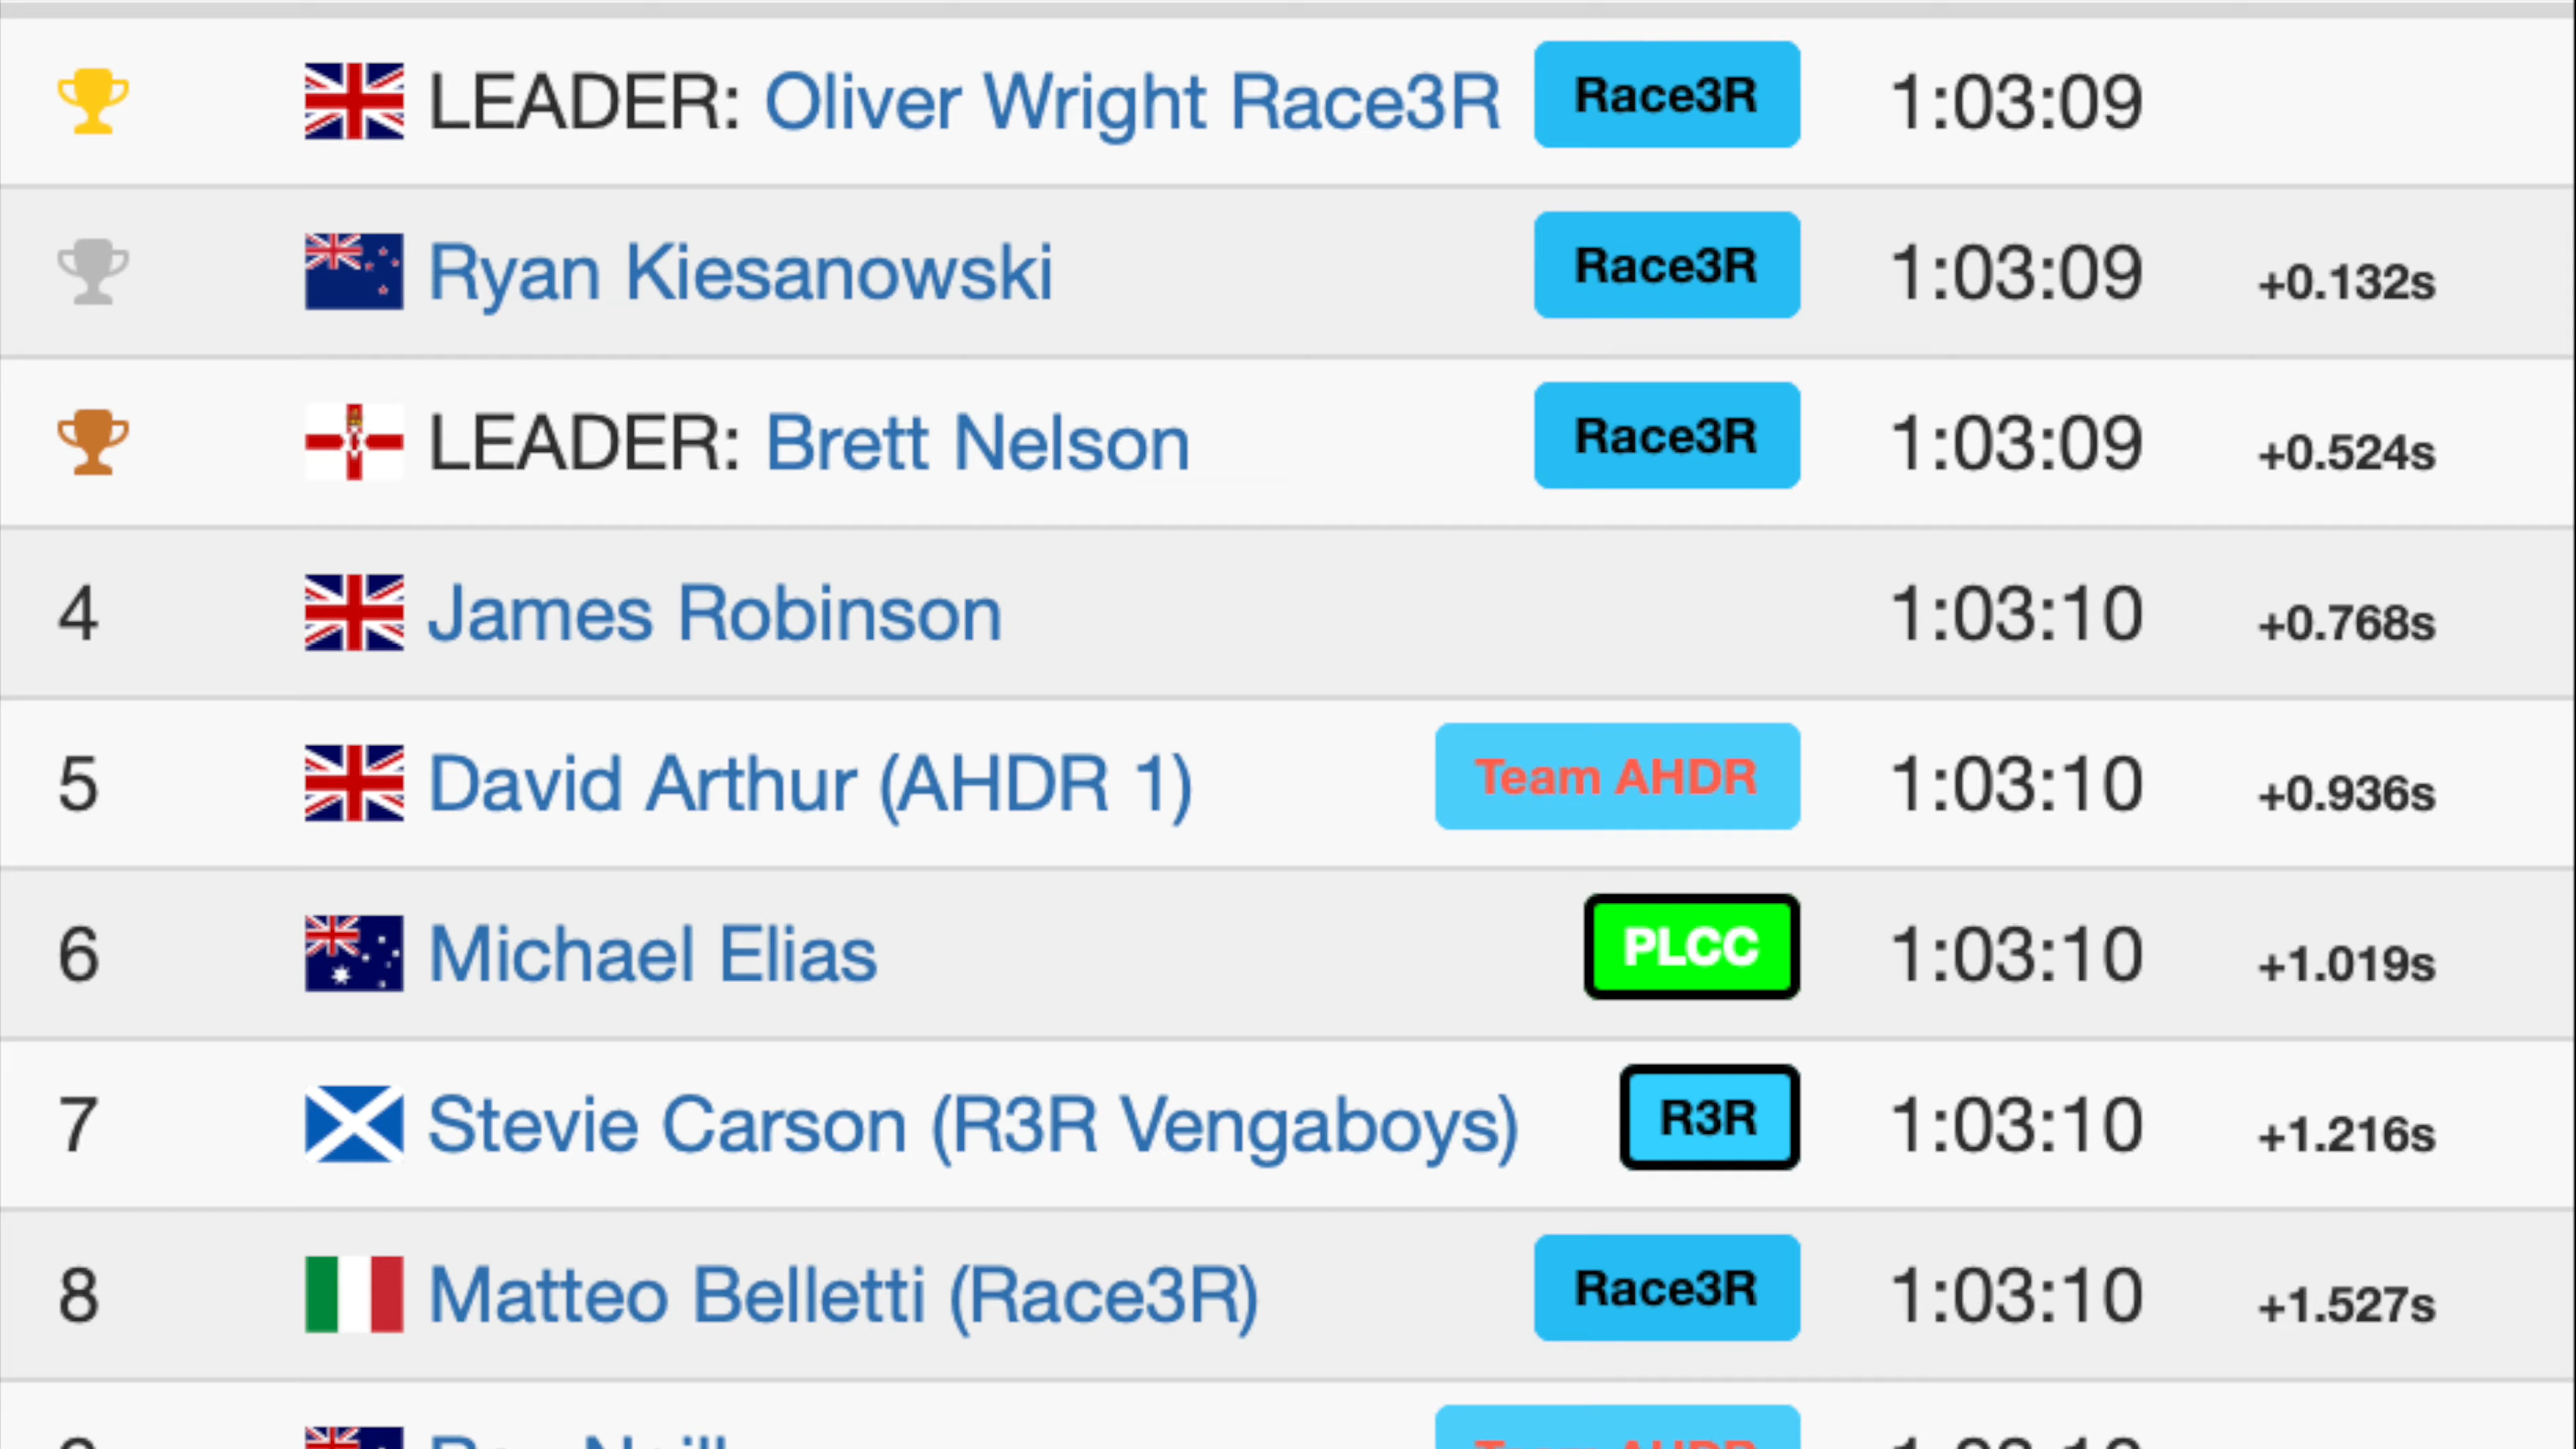 LEADER: Oliver Wright Race3R Race3R 1:03:09
Ryan Kiesanowski Race3R 1:03:09 +0.132s
LEADER: Brett Nelson Race3R 1:03:09 +0.524s
4 James Robinson 1:03:10 +0.768s
5 David Arthur (AHDR 1) Team AHDR 1:03:10 +0.936s
6 Michael Elias PLCC 1:03:10 +1.019s
7 Stevie Carson (R3R Vengaboys) R3R 1:03:10 +1.216s
8 Matteo Belletti (Race3R) Race3R 1:03:10 +1.527s
Team AHDR